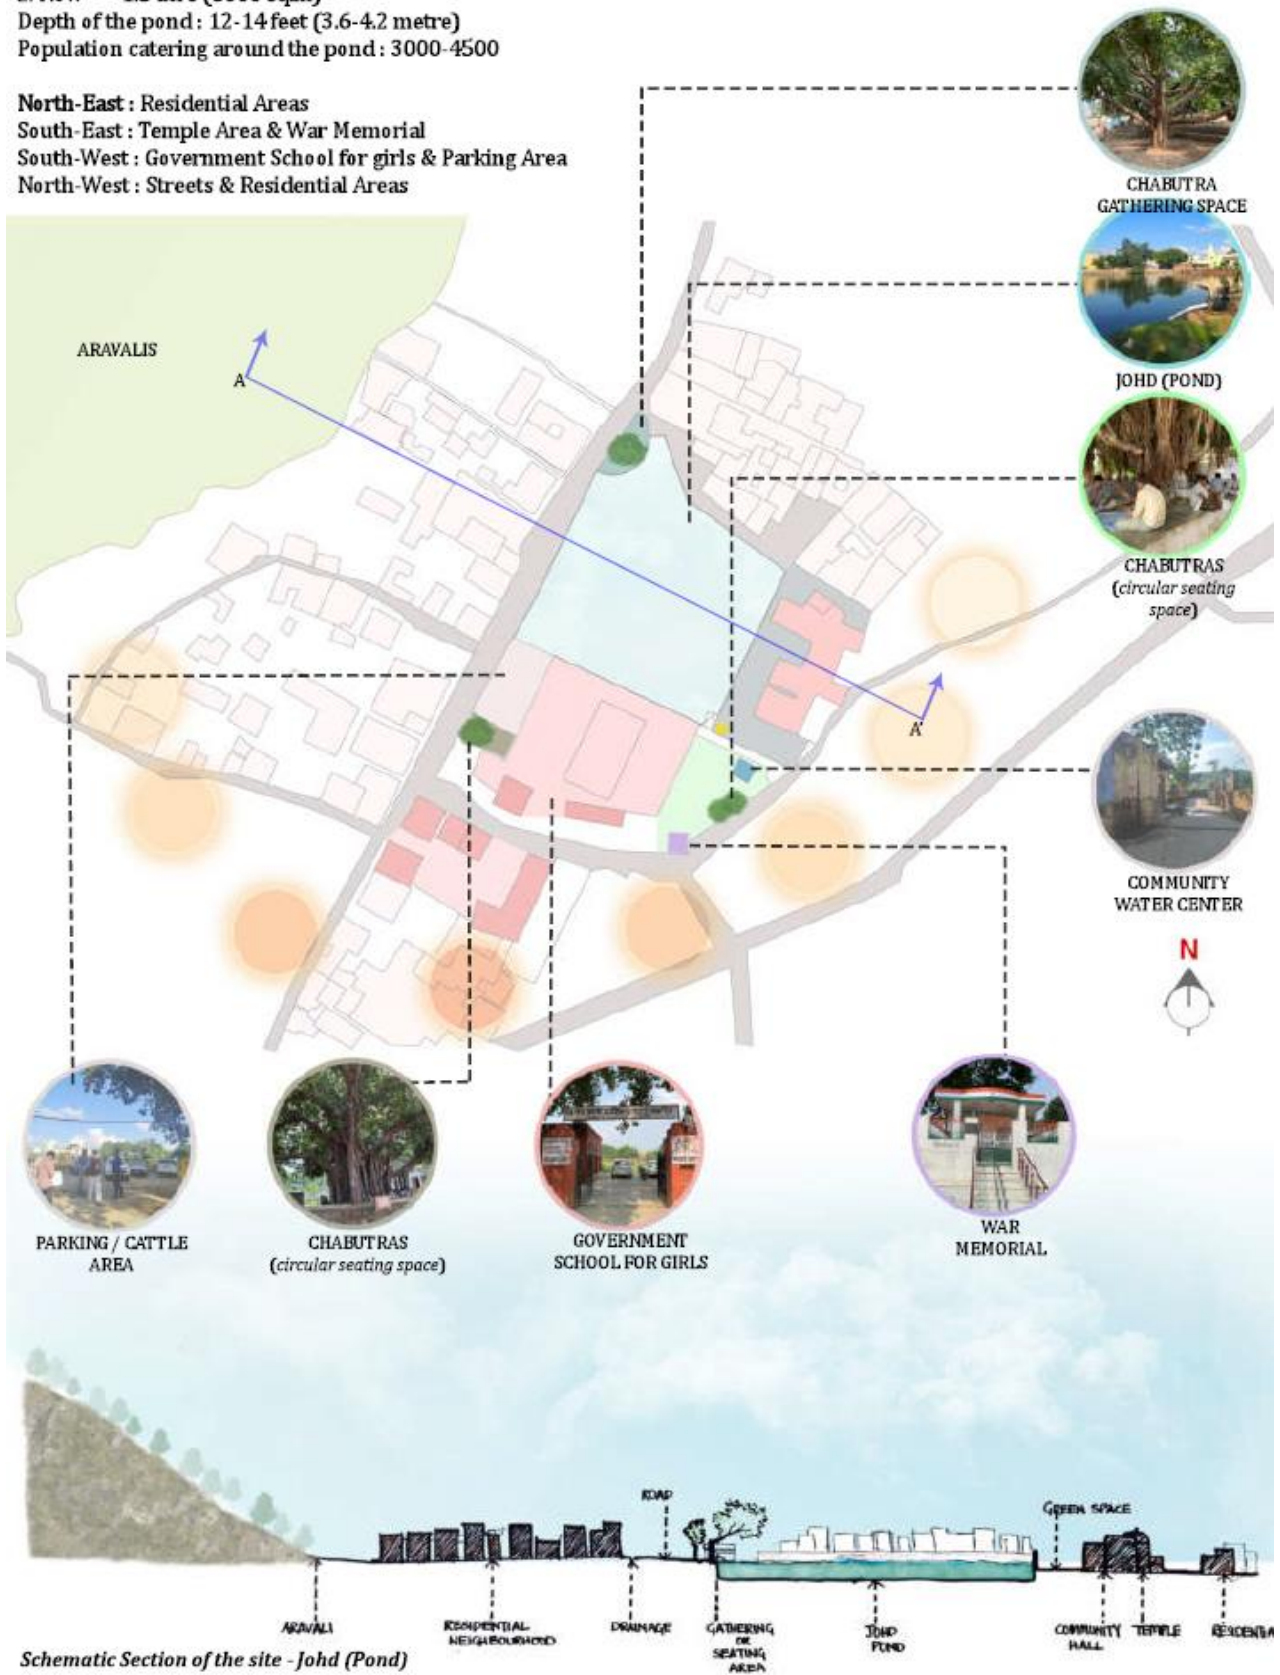 Depth of the pond : 12-14 feet (3.6-4.2 metre)
Population catering around the pond : 3000-4500
North-East : Residential Areas
South-East : Temple Area & War Memorial
South-West : Government School for girls & Parking Area
North-West : Streets & Residential Areas
CHABUTRA
GATHERING SPACE
ARAVALIS
A
JOHD (POND)
CHABUTRAS
(circular seating
space)
A'
COMMUNITY
WATER CENTER
N
PARKING / CATTLE
AREA
CHABUTRAS
(circular seating space)
GOVERNMENT
SCHOOL FOR GIRLS
WAR
MEMORIAL
ROAD
GREEN SPACE
ARAVALI
RESIDENTIAL
NEIGHBOURHOOD
DRAINAGE
GATHERING
OR
SEATING
AREA
JOHD
POND
COMMUNITY
HALL
TEMPLE
RESIDENTIA
Schematic Section of the site - Johd (Pond)